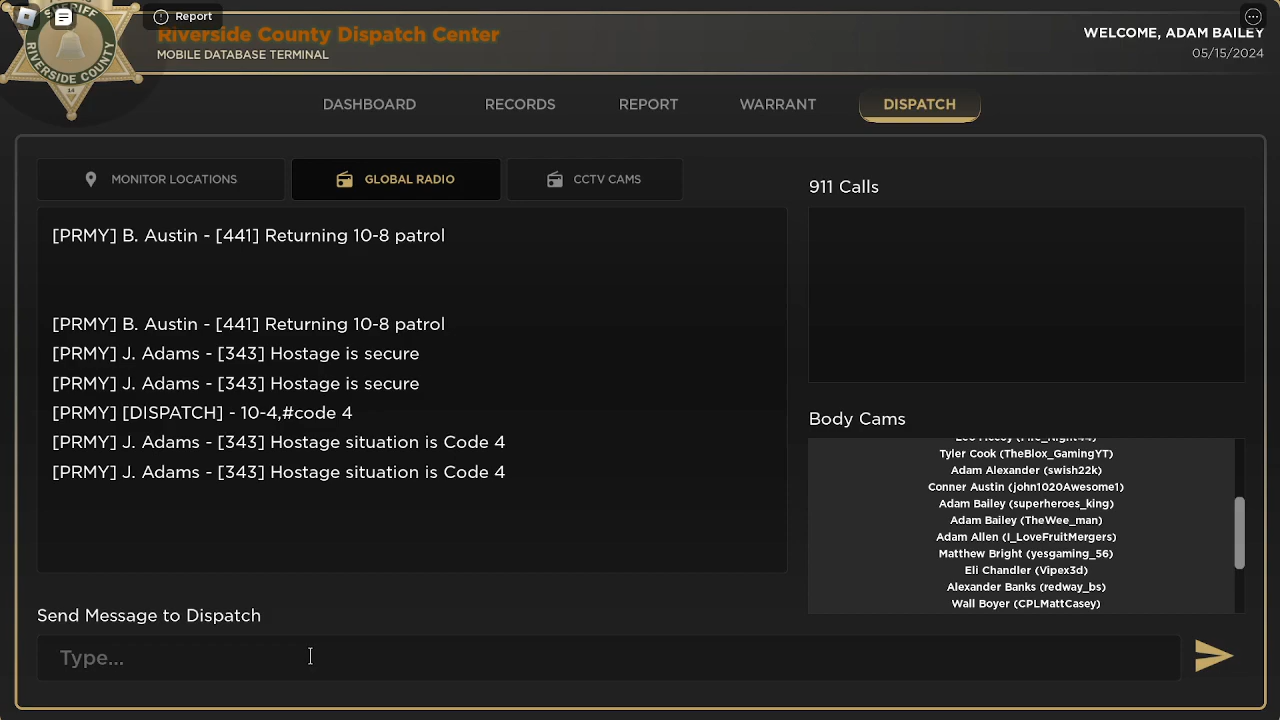 Report
Riverside County Dispatch Center
MOBILE DATABASE TERMINAL
WELCOME, ADAM BAILEY
05/15/2024
SHERIFF
RIVERSIDE COUNTY
14
DASHBOARD
RECORDS
REPORT
WARRANT
DISPATCH
MONITOR LOCATIONS
GLOBAL RADIO
CCTV CAMS
[PRMY] B. Austin - [441] Returning 10-8 patrol
[PRMY] B. Austin - [441] Returning 10-8 patrol
[PRMY] J. Adams - [343] Hostage is secure
[PRMY] J. Adams - [343] Hostage is secure
[PRMY] [DISPATCH] - 10-4,#code 4
[PRMY] J. Adams - [343] Hostage situation is Code 4
[PRMY] J. Adams - [343] Hostage situation is Code 4
Send Message to Dispatch
Type...
911 Calls
Body Cams
Tyler Cook (TheBlox_GamingYT)
Adam Alexander (swish22k)
Conner Austin (john1020Awesome1)
Adam Bailey (superheroes_king)
Adam Bailey (TheWee_man)
Adam Allen (I_LoveFruitMergers)
Matthew Bright (yesgaming_56)
Eli Chandler (Vipex3d)
Alexander Banks (redway_bs)
Wall Boyer (CPLMattCasey)